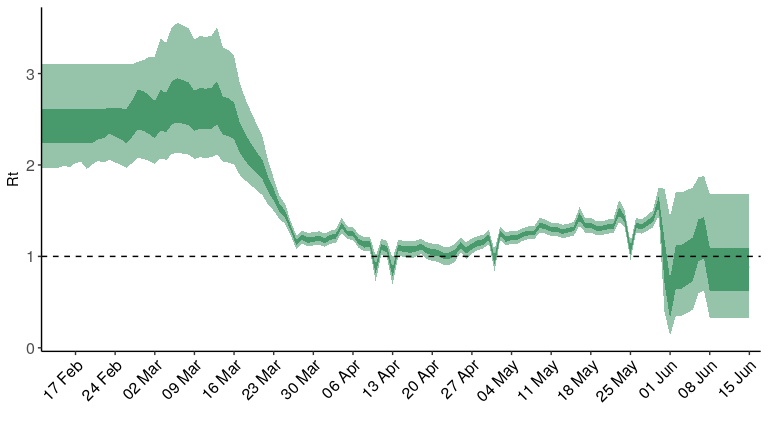 Rt
3
2
1
0
17 Feb
24 Feb
02 Mar
09 Mar
16 Mar
23 Mar
30 Mar
06 Apr
13 Apr
20 Apr
27 Apr
04 May
11 May
18 May
25 May
01 Jun
08 Jun
15 Jun